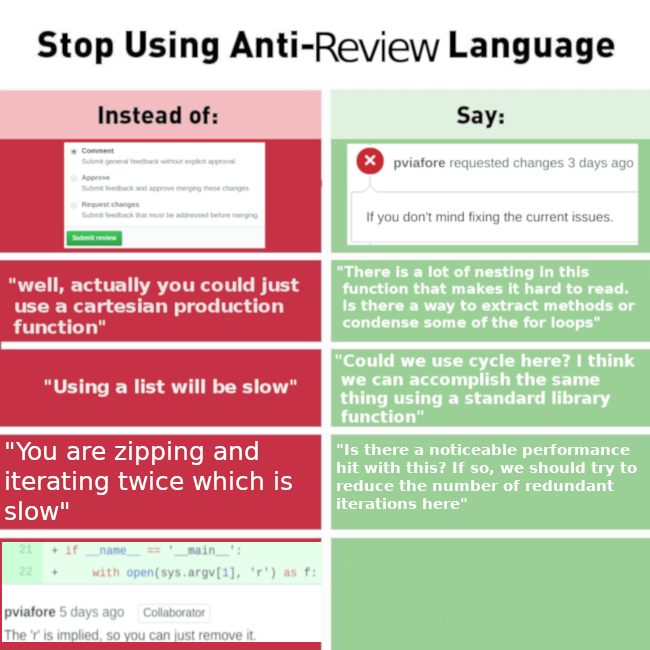 Stop Using Anti-Review Language
Instead of:
Say:
Comment
Submit general feedback without explicit approval.
Approve
Submit feedback and approve merging these changes.
Request changes
Submit feedback that must be addressed before merging.
Submit review
pviafore requested changes 3 days ago
If you don't mind fixing the current issues.
"well, actually you could just
use a cartesian production
function"
"There is a lot of nesting in this
function that makes it hard to read.
Is there a way to extract methods or
condense some of the for loops"
"Using a list will be slow"
"Could we use cycle here? I think
we can accomplish the same
thing using a standard library
function"
"You are zipping and
iterating twice which is
slow"
"Is there a noticeable performance
hit with this? If so, we should try to
reduce the number of redundant
iterations here"
21 + if __name__ == '__main__':
22 + with open(sys.argv[1], 'r') as f:
pviafore 5 days ago Collaborator
The 'r' is implied, so you can just remove it.